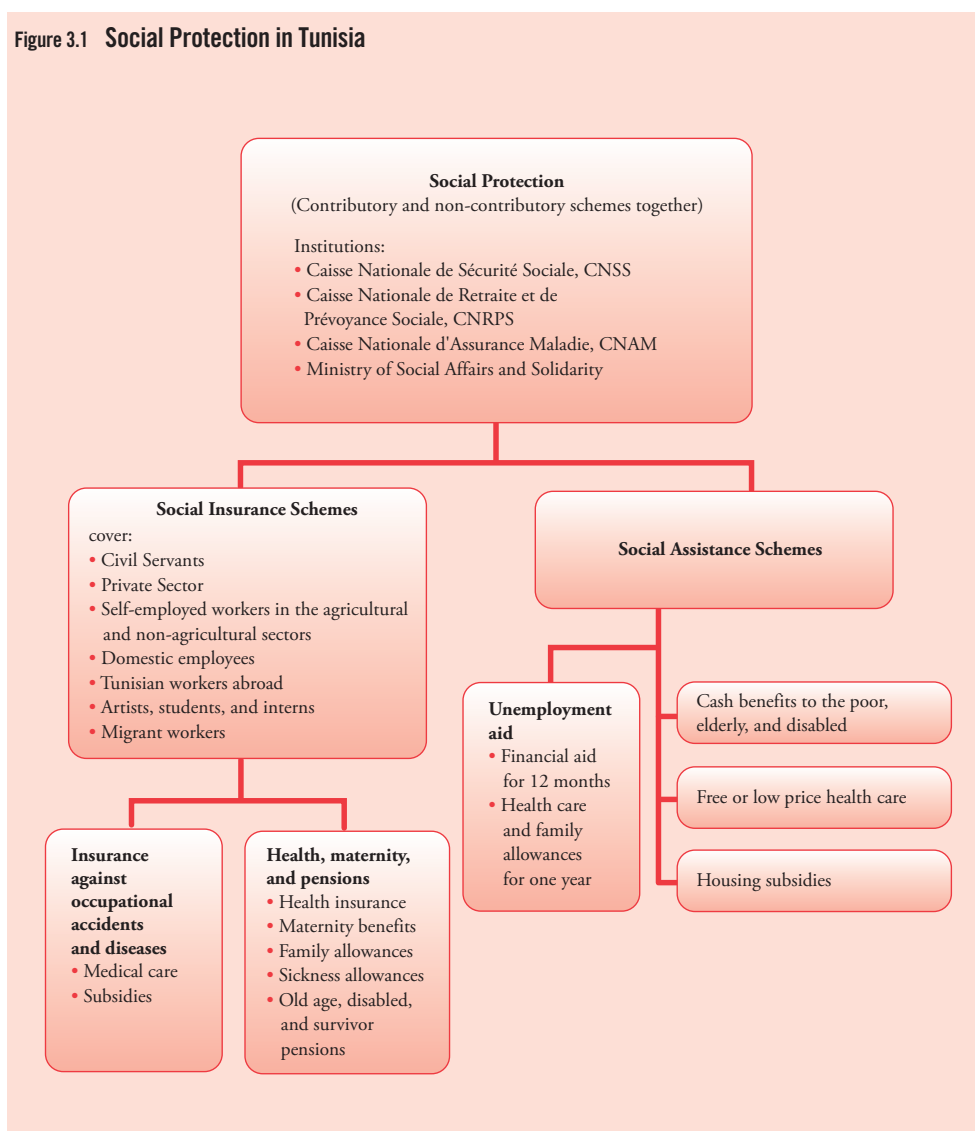 Figure 3.1 Social Protection in Tunisia
Social Protection
(Contributory and non-contributory schemes together)
Institutions:
• Caisse Nationale de Sécurité Sociale, CNSS
• Caisse Nationale de Retraite et de
Prévoyance Sociale, CNRPS
• Caisse Nationale d'Assurance Maladie, CNAM
• Ministry of Social Affairs and Solidarity
Social Insurance Schemes
cover:
• Civil Servants
• Private Sector
• Self-employed workers in the agricultural
and non-agricultural sectors
• Domestic employees
• Tunisian workers abroad
• Artists, students, and interns
• Migrant workers
Insurance
against
occupational
accidents
and diseases
• Medical care
• Subsidies
Health, maternity,
and pensions
• Health insurance
• Maternity benefits
• Family allowances
• Sickness allowances
• Old age, disabled,
and survivor
pensions
Social Assistance Schemes
Unemployment
aid
• Financial aid
for 12 months
• Health care
and family
allowances
for one year
Cash benefits to the poor,
elderly, and disabled
Free or low price health care
Housing subsidies